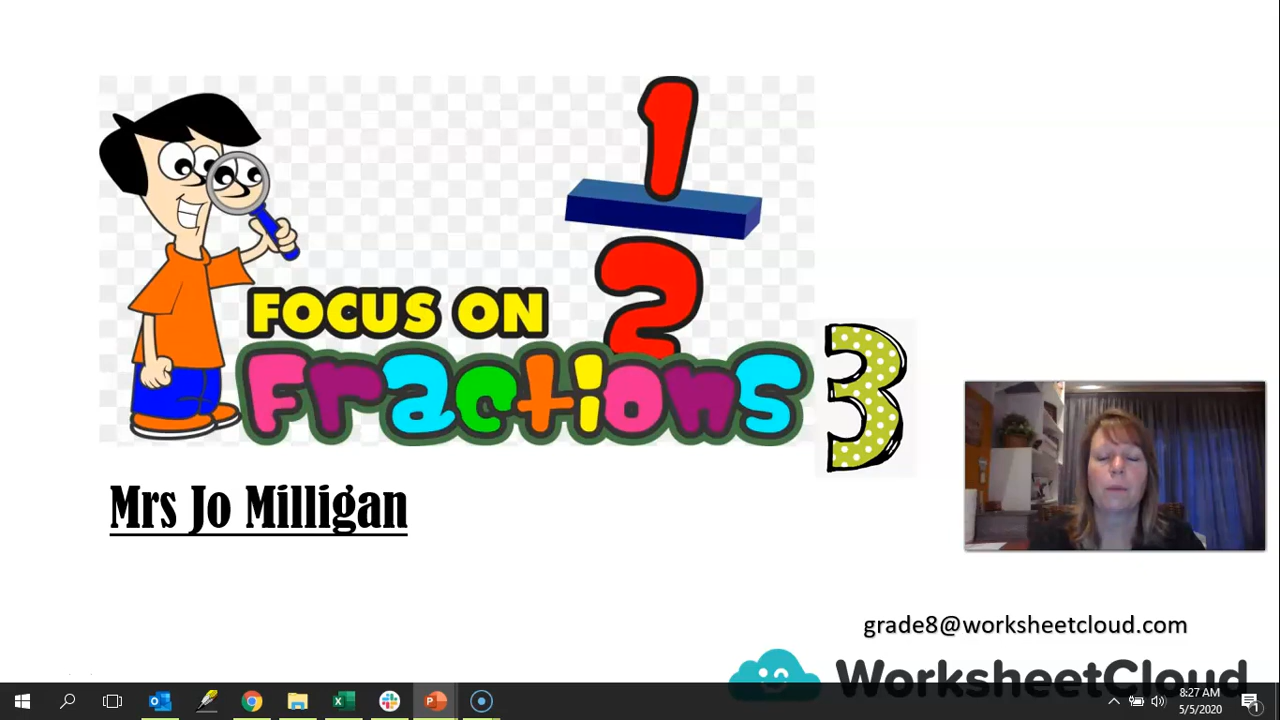 1
2
FOCUS ON
Fractions 3
Mrs Jo Milligan
grade8@worksheetcloud.com
WorksheetCloud
8:27 AM
5/5/2020
1